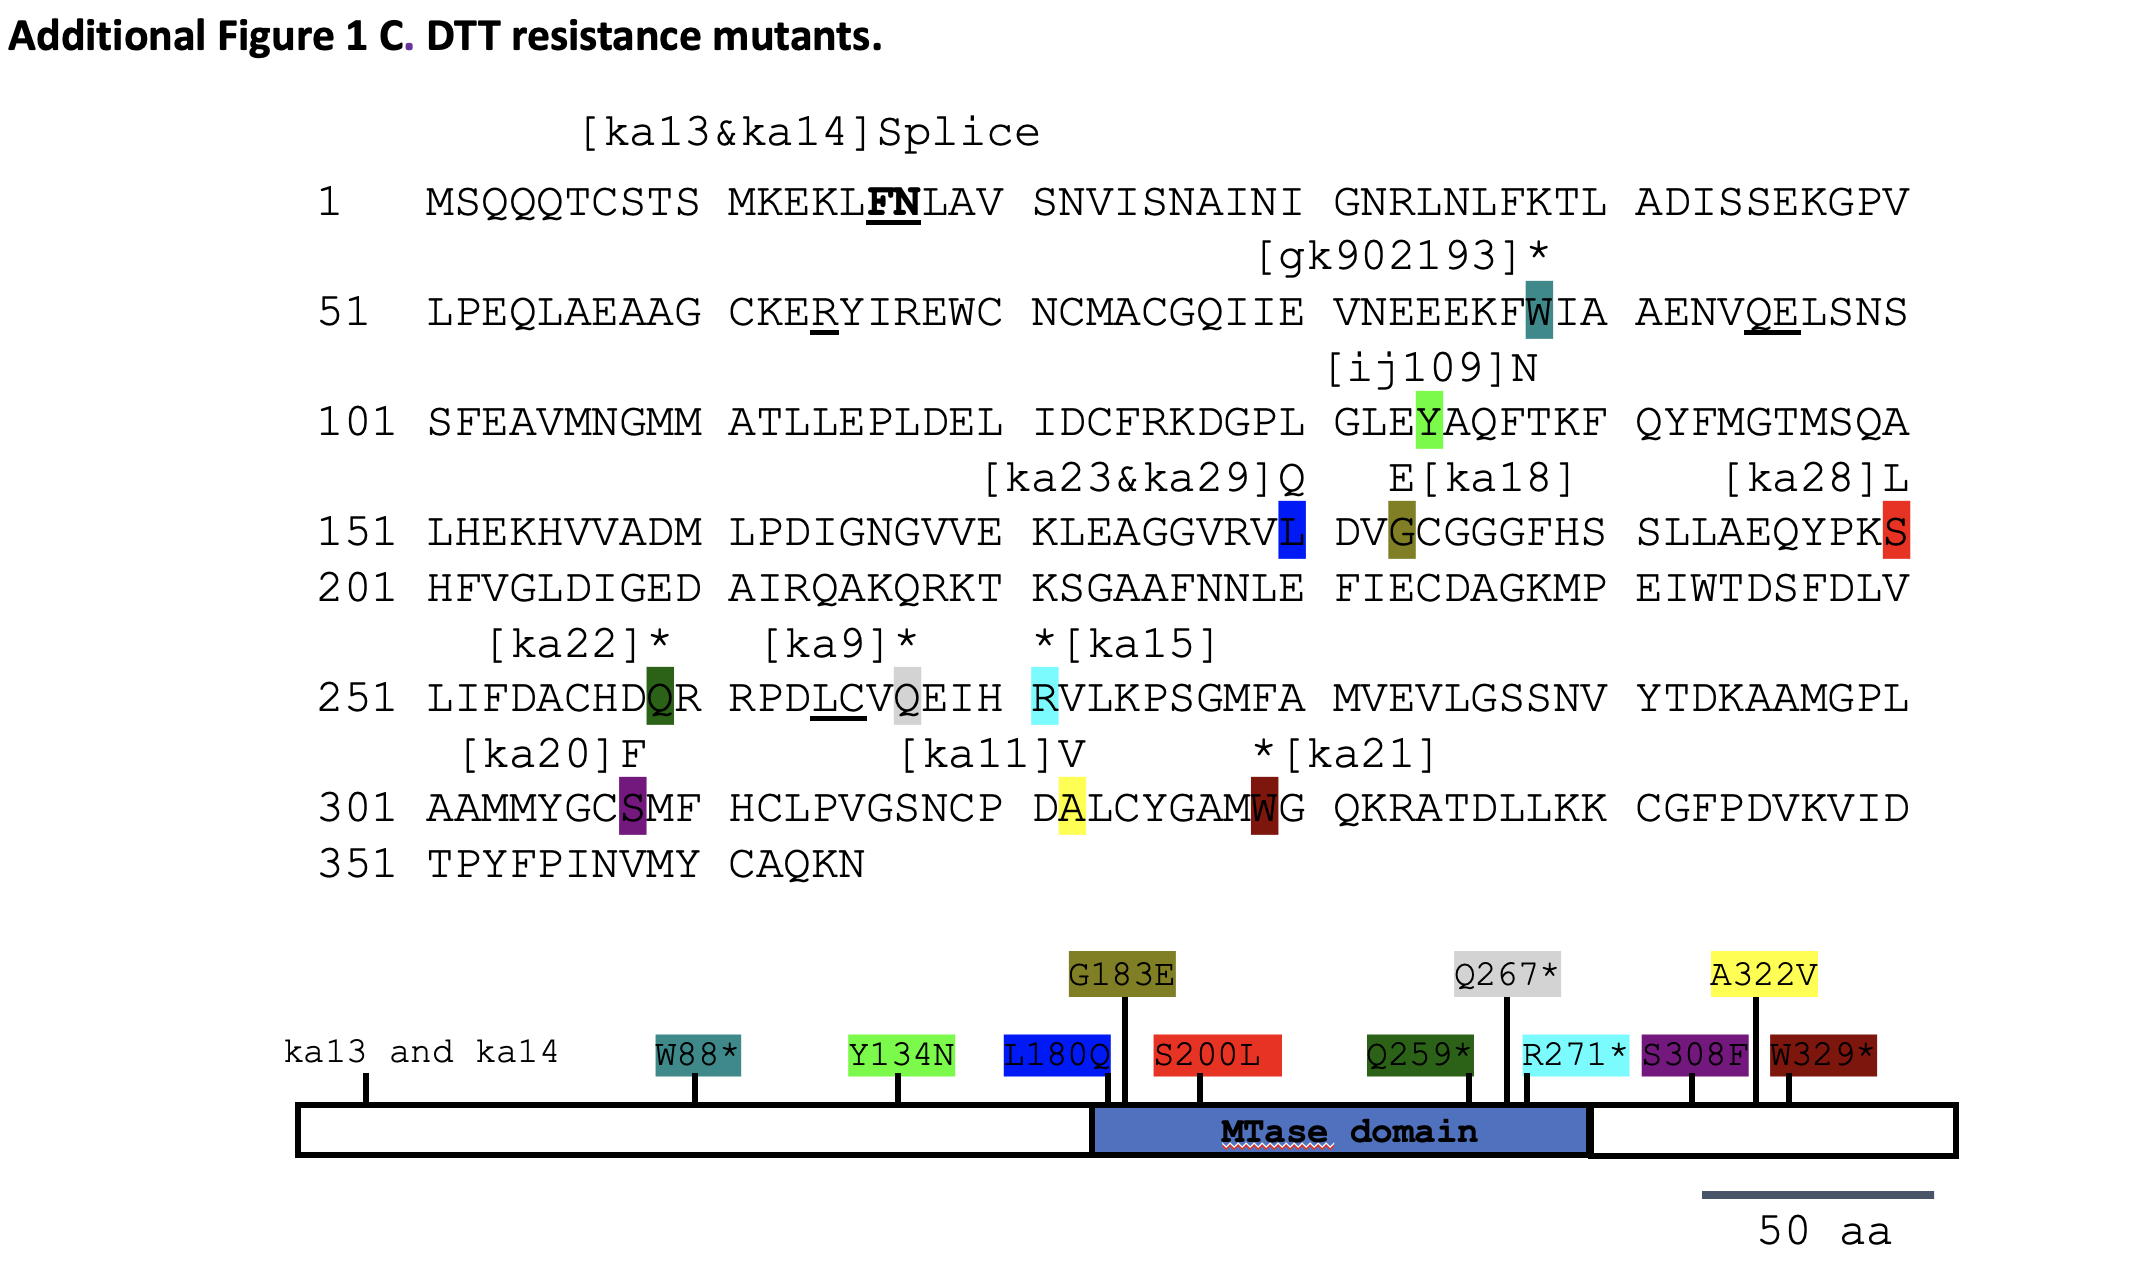 Additional Figure 1 C. DTT resistance mutants.
[ka13&ka14]Splice
1 MSQQQTCSTS MKEKLFNLAV SNVISNAINI GNRLNLFKTL ADISSEKGPV
[gk902193]*
51 LPEQLAEAAG CKERYIREWC NCMACGQIIE VNEEEKFWIA AENVQELSNS
[ij109]N
101 SFEAVMNGMM ATLLEPLDEL IDCFRKDGPL GLEYAQFTKF QYFMGTMSQA
[ka23&ka29]Q E[ka18] [ka28]L
151 LHEKHVVADM LPDIGNGVVE KLEAGGVRVL DVGCGGGFHS SLLAEQYPKS
201 HFVGLDIGED AIRQAKQRKT KSGAAFNNLE FIECDAGKMP EIWTDSFDLV
[ka22]* [ka9]* *[ka15]
251 LIFDACHDQR RPDLCVQEIH RVLKPSGMFA MVEVLGSSNV YTDKAAMGPL
[ka20]F [ka11]V *[ka21]
301 AAMMYGCSMF HCLPVGSNCP DALCYGAMWG QKRATDLLKK CGFPDVKVID
351 TPYFPINVMY CAQKN
G183E Q267* A322V
ka13 and ka14 W88* Y134N L180Q S200L Q259* R271* S308F W329*
MTase domain
50 aa